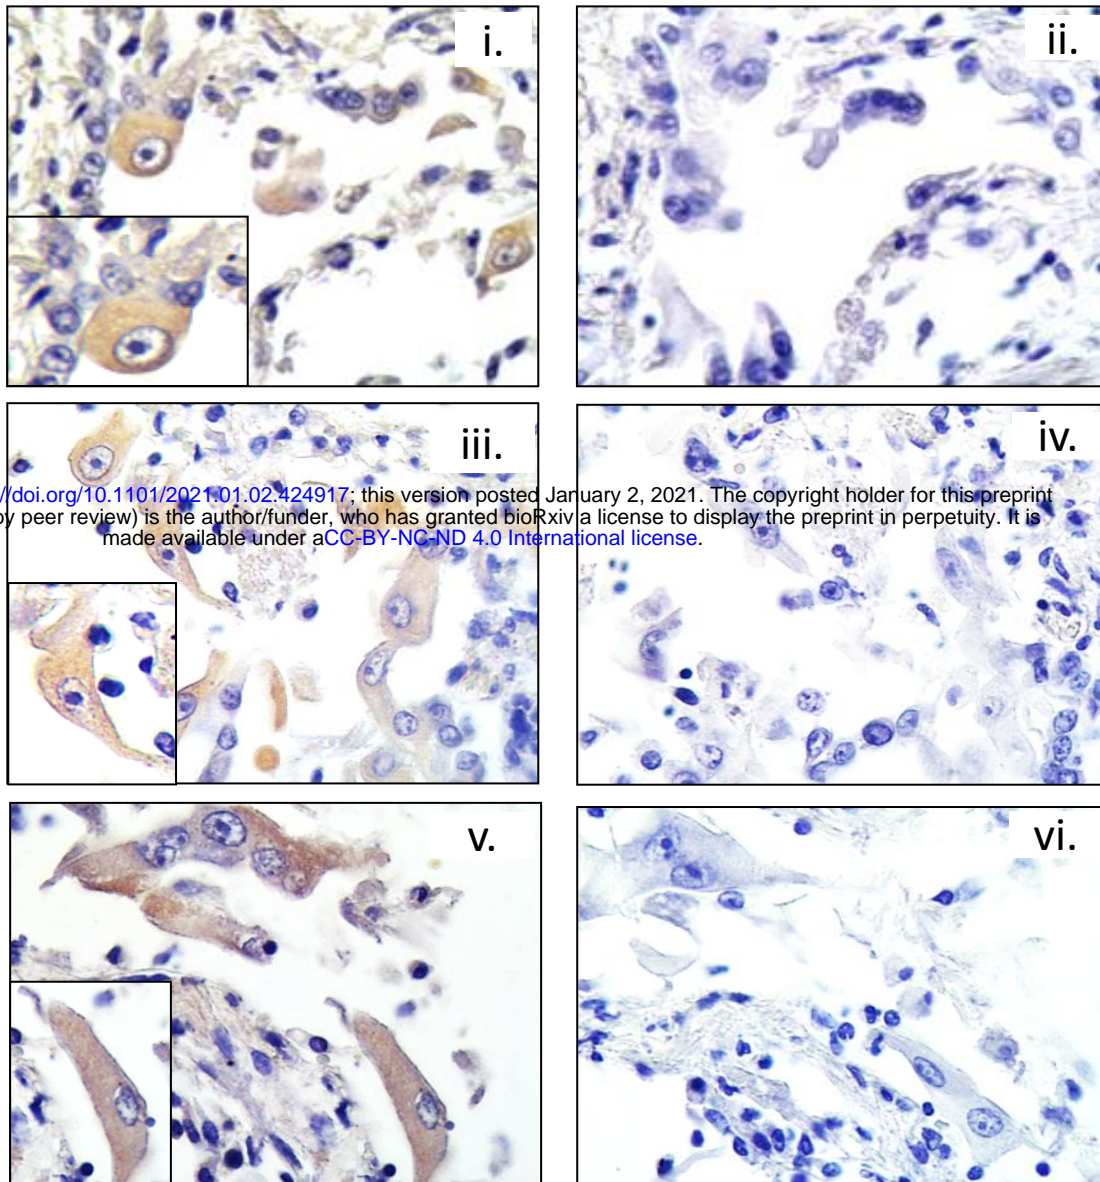 i.
ii.
iii.
iv.
//doi.org/10.1101/2021.01.02.424917; this version posted January 2, 2021. The copyright holder for this preprint
by peer review) is the author/funder, who has granted bioRxiv a license to display the preprint in perpetuity. It is
made available under aCC-BY-NC-ND 4.0 International license.
v.
vi.